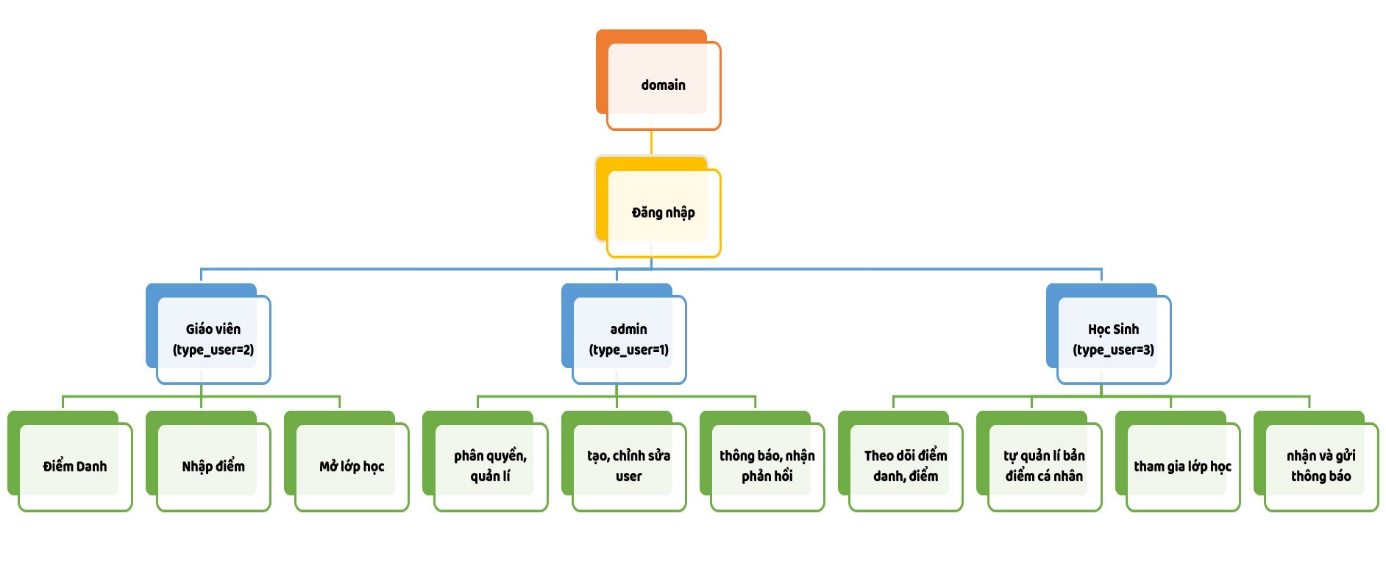 domain
Đăng nhập
Giáo viên
(type_user=2)
admin
(type_user=1)
Học Sinh
(type_user=3)
Điểm Danh
Nhập điểm
Mở lớp học
phân quyền,
quản lí
tạo, chỉnh sửa
user
thông báo, nhận
phản hồi
Theo dõi điểm
danh, điểm
tự quản lí bản
điểm cá nhân
tham gia lớp học
nhận và gửi
thông báo